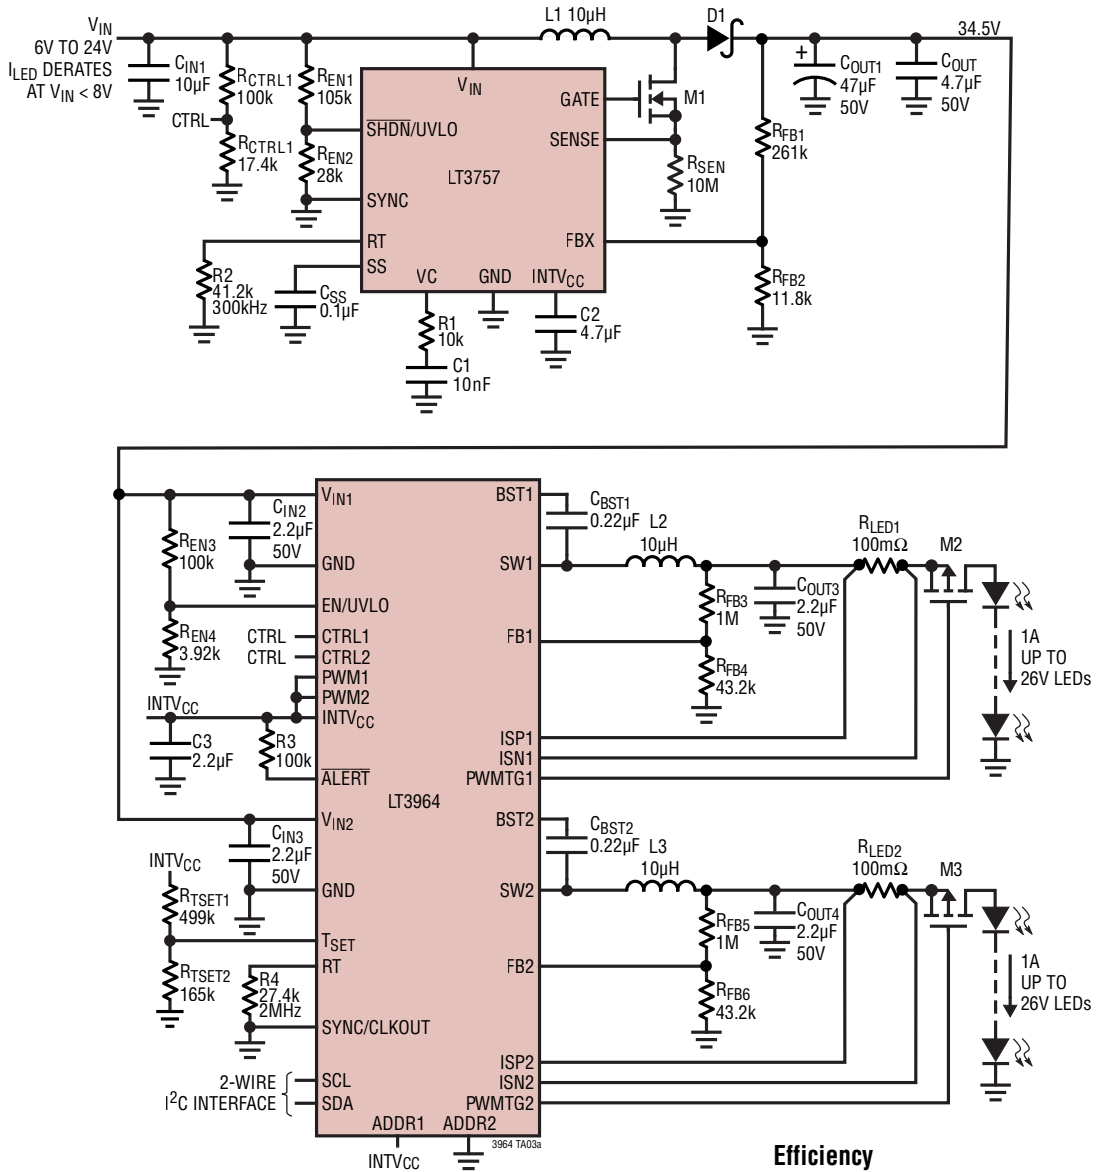 VIN
6V TO 24V
ILED DERATES
AT VIN < 8V
CIN1
10µF
RCTRL1
100k
CTRL
RCTRL1
17.4k
REN1
105k
REN2
28k
L1 10µH
D1
34.5V
COUT1
47µF
50V
+
COUT
4.7µF
50V
VIN
GATE
M1
SHDN/UVLO
SENSE
LT3757
RSEN
10M
RFB1
261k
SYNC
RT
FBX
SS
VC
GND
INTVCC
R2
41.2k
300kHz
CSS
0.1µF
R1
10k
C1
10nF
C2
4.7µF
RFB2
11.8k
VIN1
BST1
CIN2
2.2µF
50V
CBST1
0.22µF
L2
10µH
RLED1
100mΩ
M2
REN3
100k
GND
SW1
EN/UVLO
REN4
3.92k
CTRL
CTRL1
CTRL
CTRL2
PWM1
PWM2
INTVCC
INTVCC
FB1
RFB3
1M
RFB4
43.2k
COUT3
2.2µF
50V
1A
UP TO
26V LEDs
C3
2.2µF
R3
100k
ALERT
ISP1
ISN1
PWMTG1
LT3964
VIN2
BST2
CIN3
2.2µF
50V
CBST2
0.22µF
L3
10µH
RLED2
100mΩ
M3
INTVCC
RTSET1
499k
GND
SW2
TSET
RTSET2
165k
RT
FB2
R4
27.4k
2MHz
SYNC/CLKOUT
RFB5
1M
RFB6
43.2k
COUT4
2.2µF
50V
1A
UP TO
26V LEDs
ISP2
ISN2
PWMTG2
2-WIRE
I2C INTERFACE
SCL
SDA
ADDR1
ADDR2
INTVCC
3964 TA03a
Efficiency